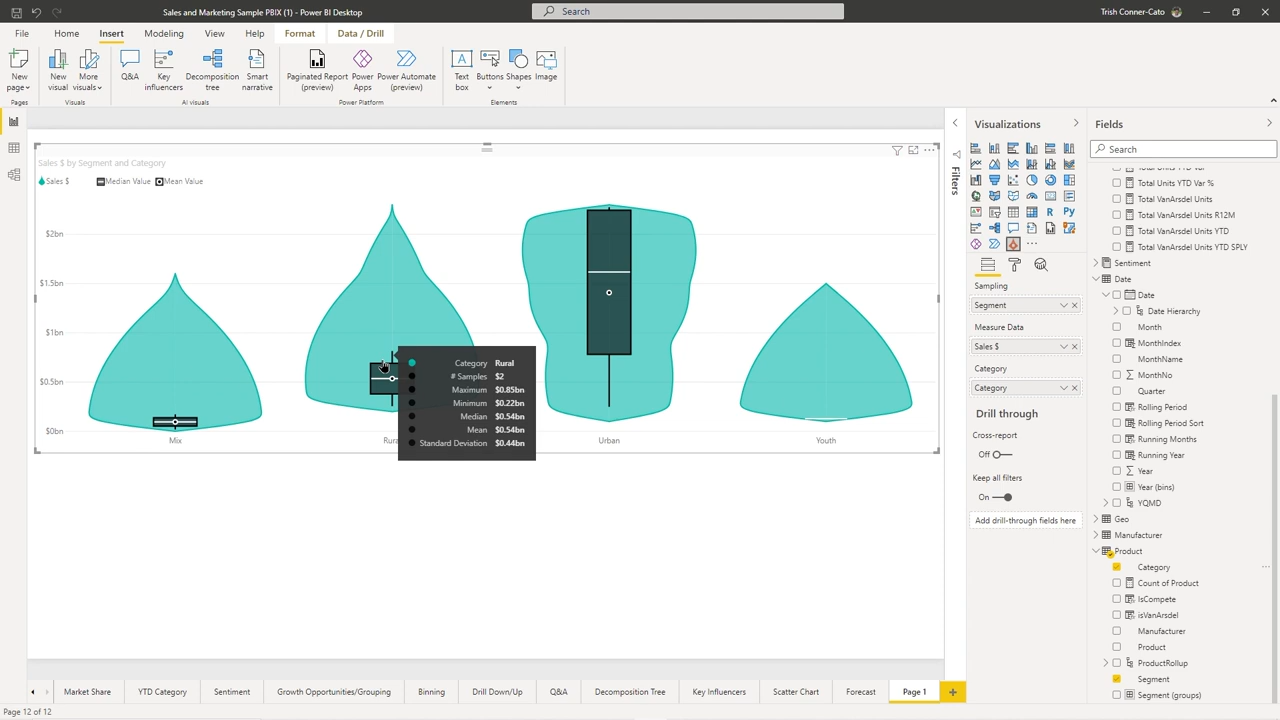 Sales and Marketing Sample PBIX (1) - Power BI Desktop
Search
Trish Conner-Cato
File Home Insert Modeling View Help Format Data / Drill
New page
New visual
More visuals
Q&A
Key influencers
Decomposition tree
Smart narrative
Paginated Report (preview)
Power Apps
Power Automate (preview)
Text box
Buttons
Shapes
Image
Pages
Visuals
AI visuals
Power Platform
Elements
Sales $ by Segment and Category
Sales $ Median Value Mean Value
$2bn
$1.5bn
$1bn
$0.5bn
$0bn
Mix
Rural
Urban
Youth
Category Rural
# Samples $2
Maximum $0.85bn
Minimum $0.22bn
Median $0.54bn
Mean $0.54bn
Standard Deviation $0.44bn
Filters
Visualizations
R Py
Sampling
Segment
Measure Data
Sales $
Category
Category
Drill through
Cross-report
Off
Keep all filters
On
Add drill-through fields here
Fields
Search
Total Units YTD Var
Total Units YTD Var %
Total VanArsdel Units
Total VanArsdel Units R12M
Total VanArsdel Units YTD
Total VanArsdel Units YTD SPLY
Sentiment
Date
Date
Date Hierarchy
Month
MonthIndex
MonthName
MonthNo
Quarter
Rolling Period
Rolling Period Sort
Running Months
Running Year
Year
Year (bins)
YQMD
Geo
Manufacturer
Product
Category
Count of Product
IsCompete
isVanArsdel
Manufacturer
Product
ProductRollup
Segment
Segment (groups)
Market Share
YTD Category
Sentiment
Growth Opportunities/Grouping
Binning
Drill Down/Up
Q&A
Decomposition Tree
Key Influencers
Scatter Chart
Forecast
Page 1
Page 12 of 12